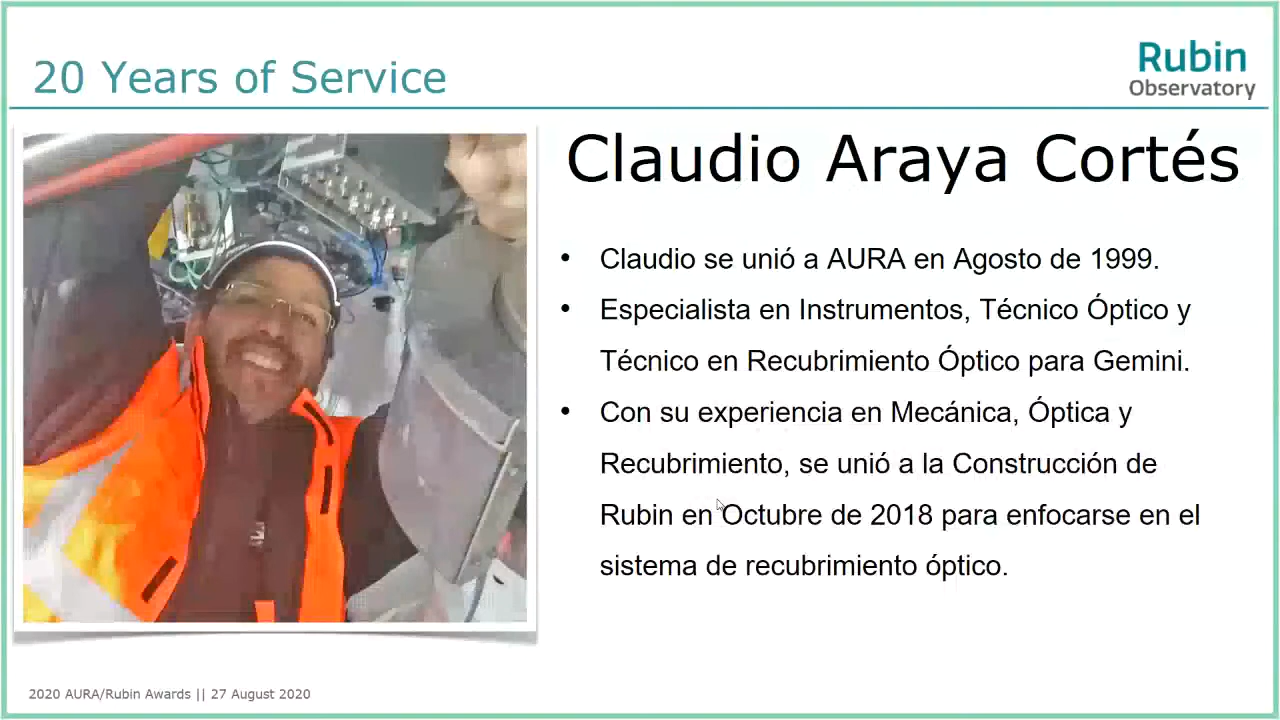 20 Years of Service
Rubin
Observatory
Claudio Araya Cortés
• Claudio se unió a AURA en Agosto de 1999.
• Especialista en Instrumentos, Técnico Óptico y
Técnico en Recubrimiento Óptico para Gemini.
• Con su experiencia en Mecánica, Óptica y
Recubrimiento, se unió a la Construcción de
Rubin en Octubre de 2018 para enfocarse en el
sistema de recubrimiento óptico.
2020 AURA/Rubin Awards || 27 August 2020